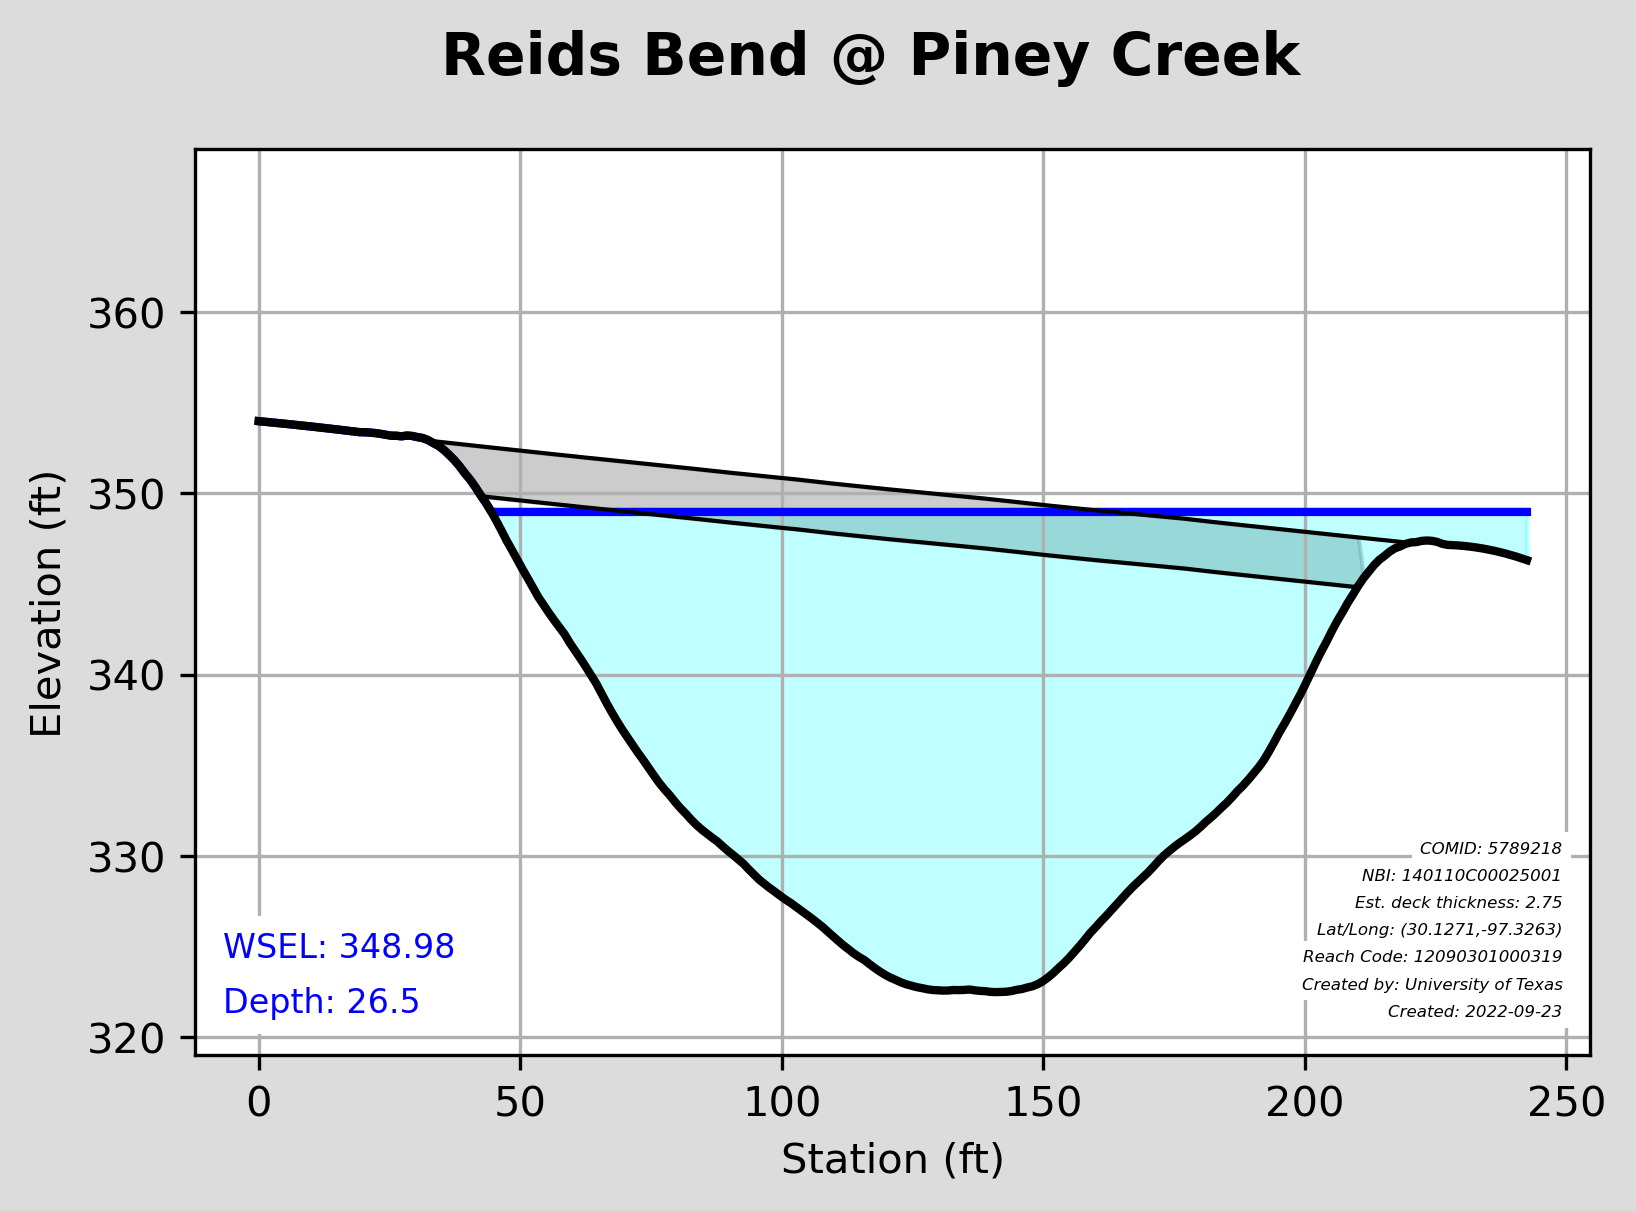 Reids Bend @ Piney Creek
360
350
340
330
320
Elevation (ft)
0
50
100
150
200
250
Station (ft)
WSEL: 348.98
Depth: 26.5
COMID: 5789218
NBI: 140110C00025001
Est. deck thickness: 2.75
Lat/Long: (30.1271,-97.3263)
Reach Code: 12090301000319
Created by: University of Texas
Created: 2022-09-23